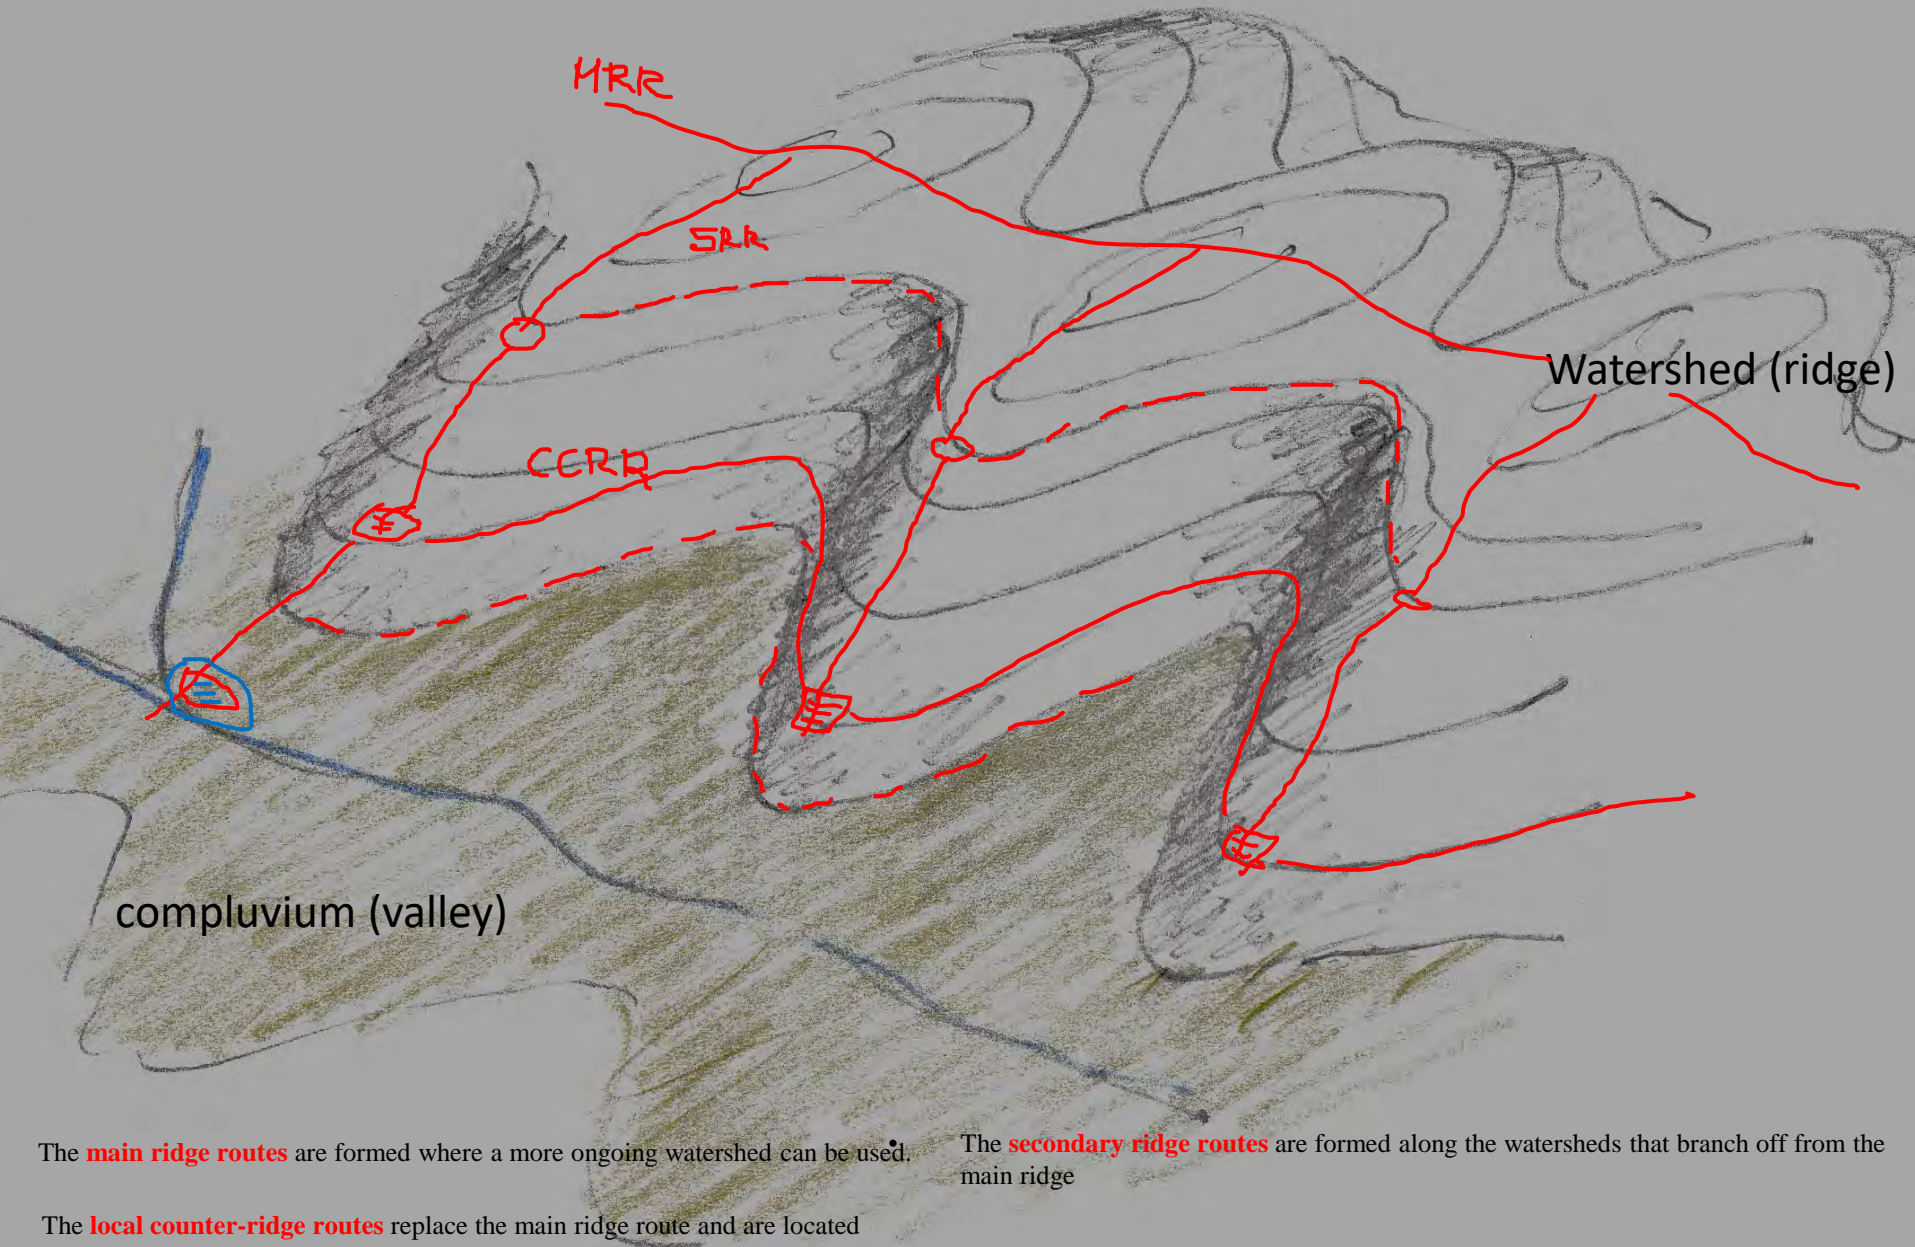 MRR
SRR
Watershed (ridge)
CCRR
compluvium (valley)
The main ridge routes are formed where a more ongoing watershed can be used.
• The secondary ridge routes are formed along the watersheds that branch off from the
main ridge
The local counter-ridge routes replace the main ridge route and are located